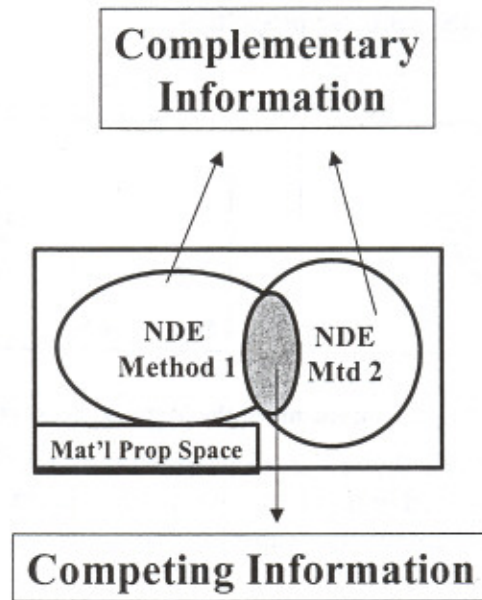 Complementary
Information
NDE
Method 1
NDE
Mtd 2
Mat'l Prop Space
Competing Information